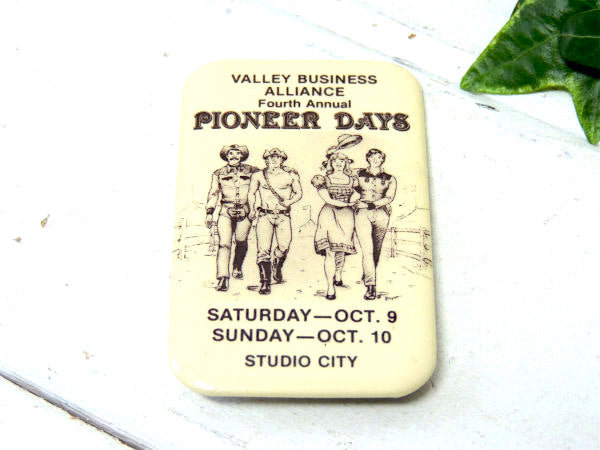 VALLEY BUSINESS
ALLIANCE
Fourth Annual
PIONEER DAYS
SATURDAY—OCT. 9
SUNDAY—OCT. 10
STUDIO CITY